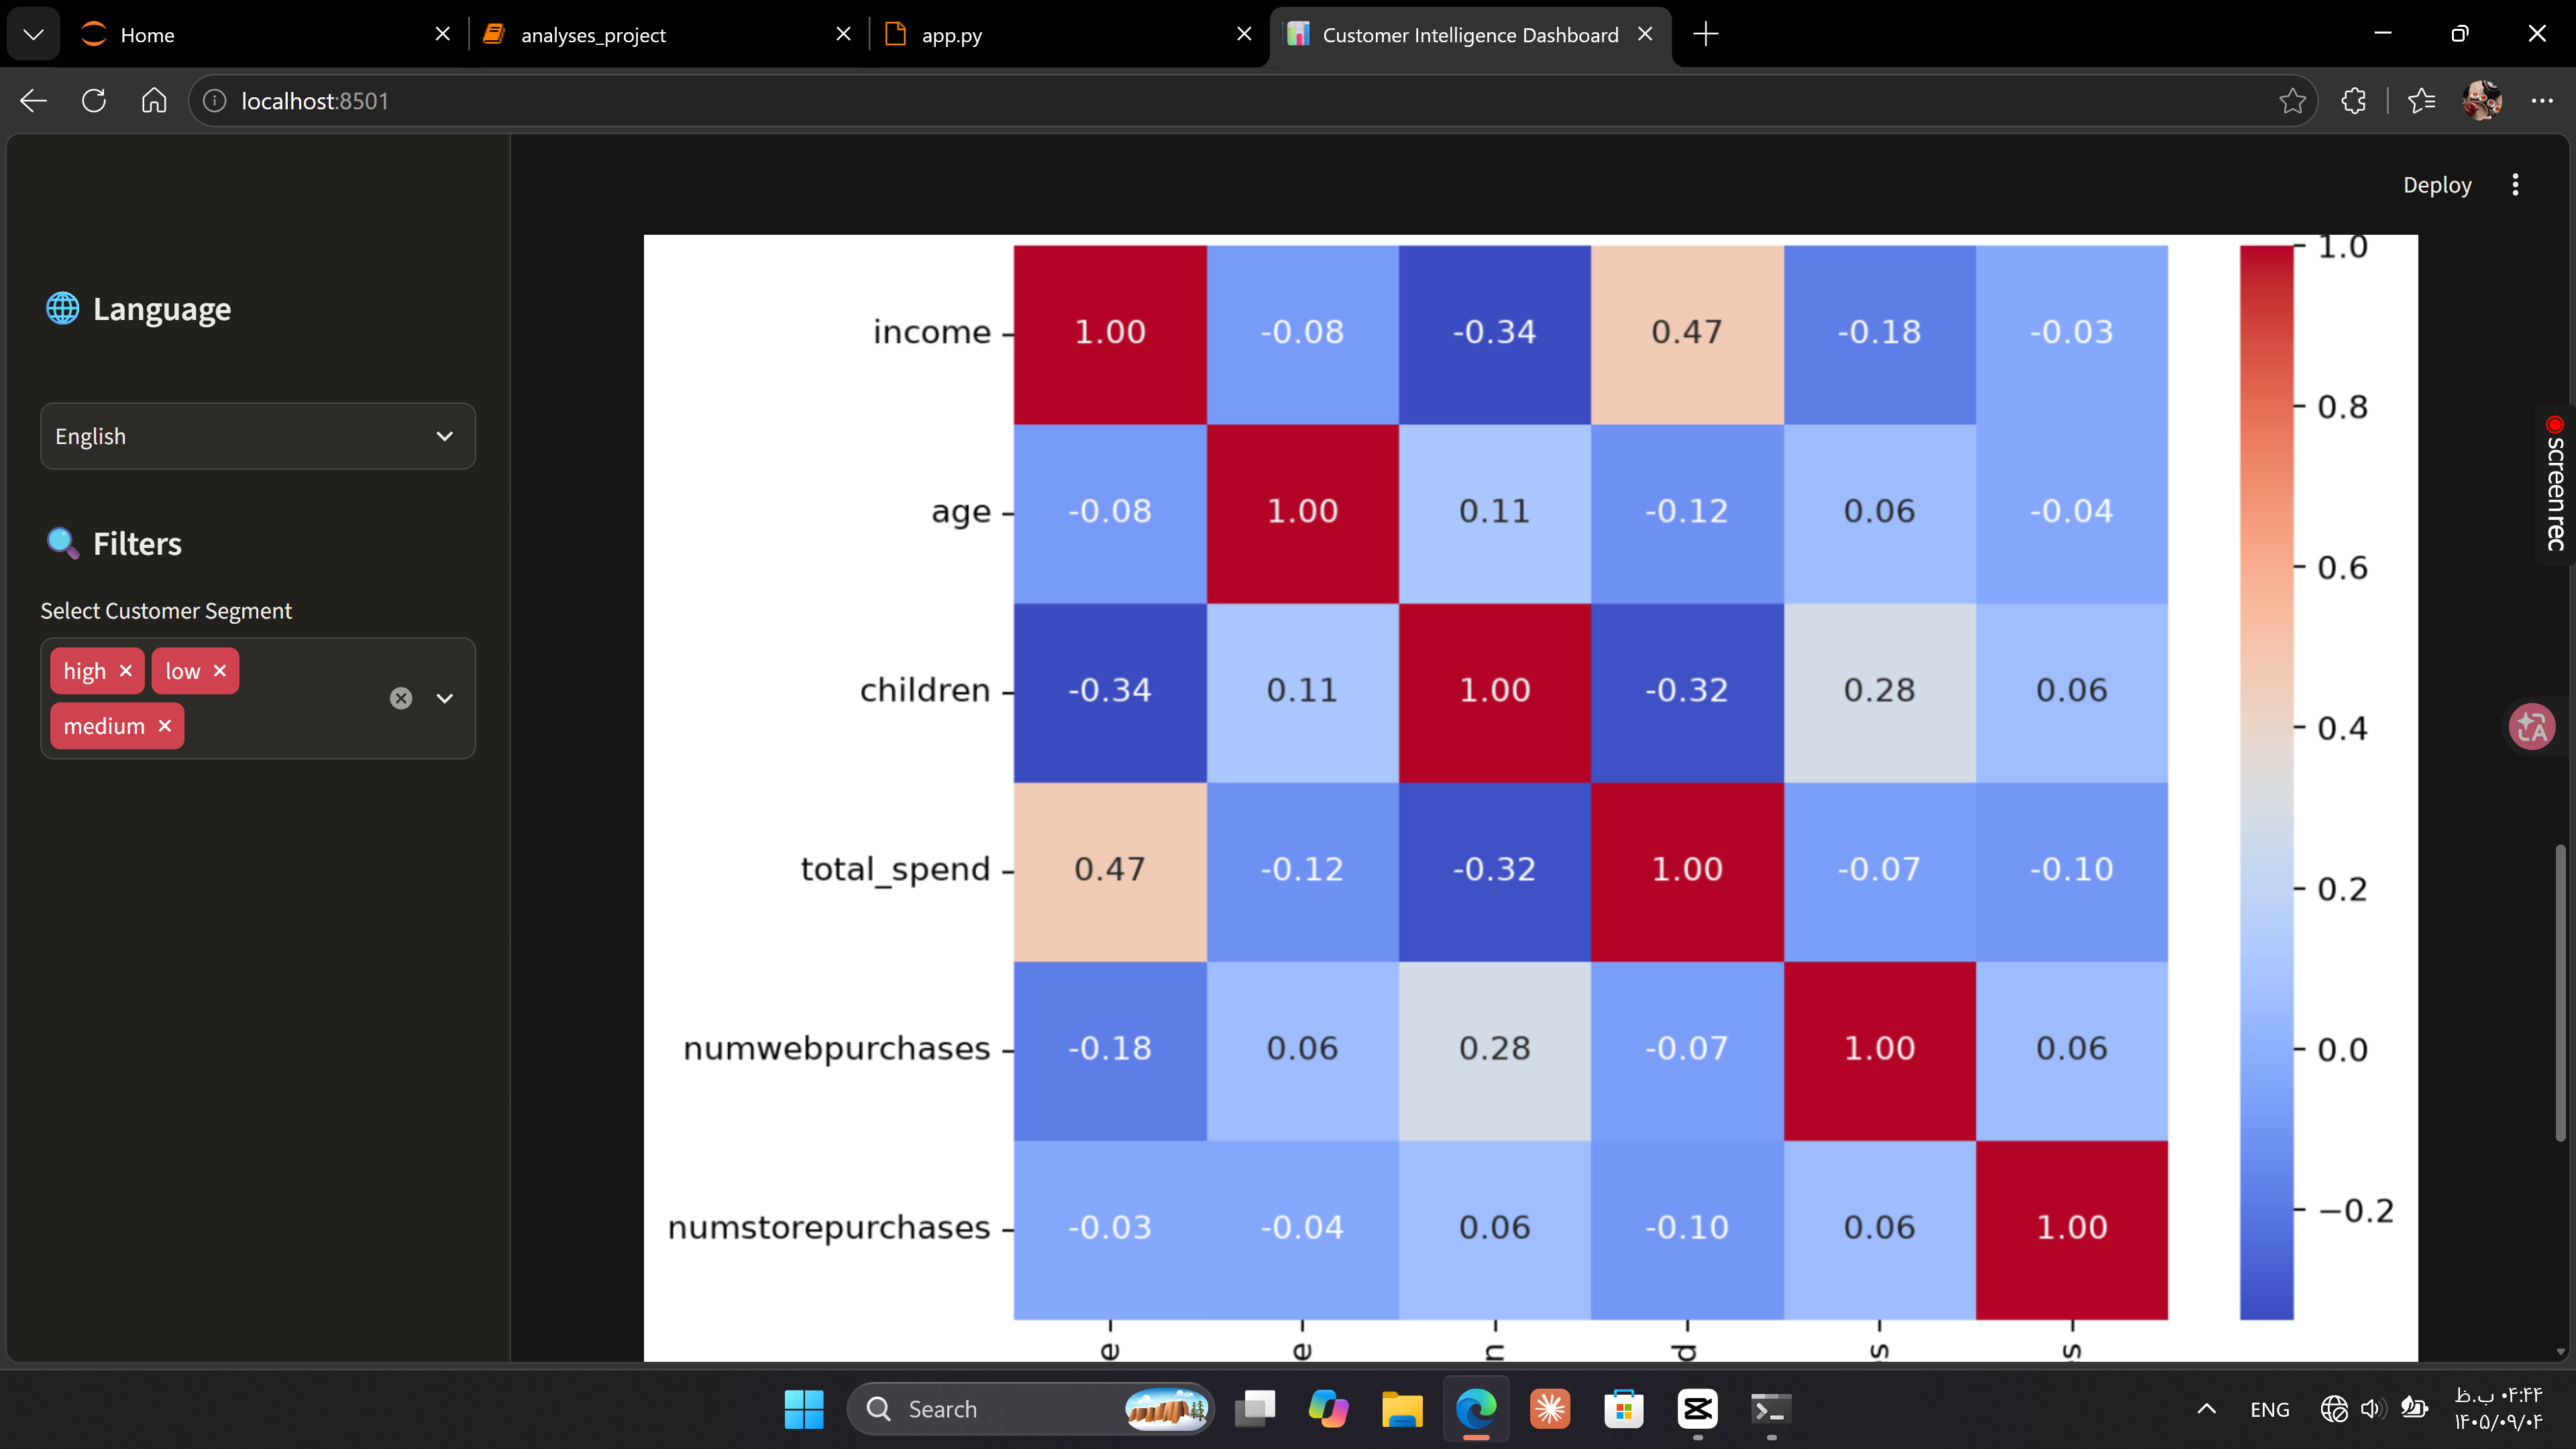 Home
analyses_project
app.py
Customer Intelligence Dashboard
localhost:8501
Deploy
Language
English
Filters
Select Customer Segment
high
low
medium
income
1.00 -0.08 -0.34 0.47 -0.18 -0.03
age
-0.08 1.00 0.11 -0.12 0.06 -0.04
children
-0.34 0.11 1.00 -0.32 0.28 0.06
total_spend
0.47 -0.12 -0.32 1.00 -0.07 -0.10
numwebpurchases
-0.18 0.06 0.28 -0.07 1.00 0.06
numstorepurchases
-0.03 -0.04 0.06 -0.10 0.06 1.00
e e n d s s
1.0
0.8
0.6
0.4
0.2
0.0
−0.2
screenrec
Search
ENG
۰۴:۴۴ ب.ظ
۱۴۰۵/۰۹/۰۴